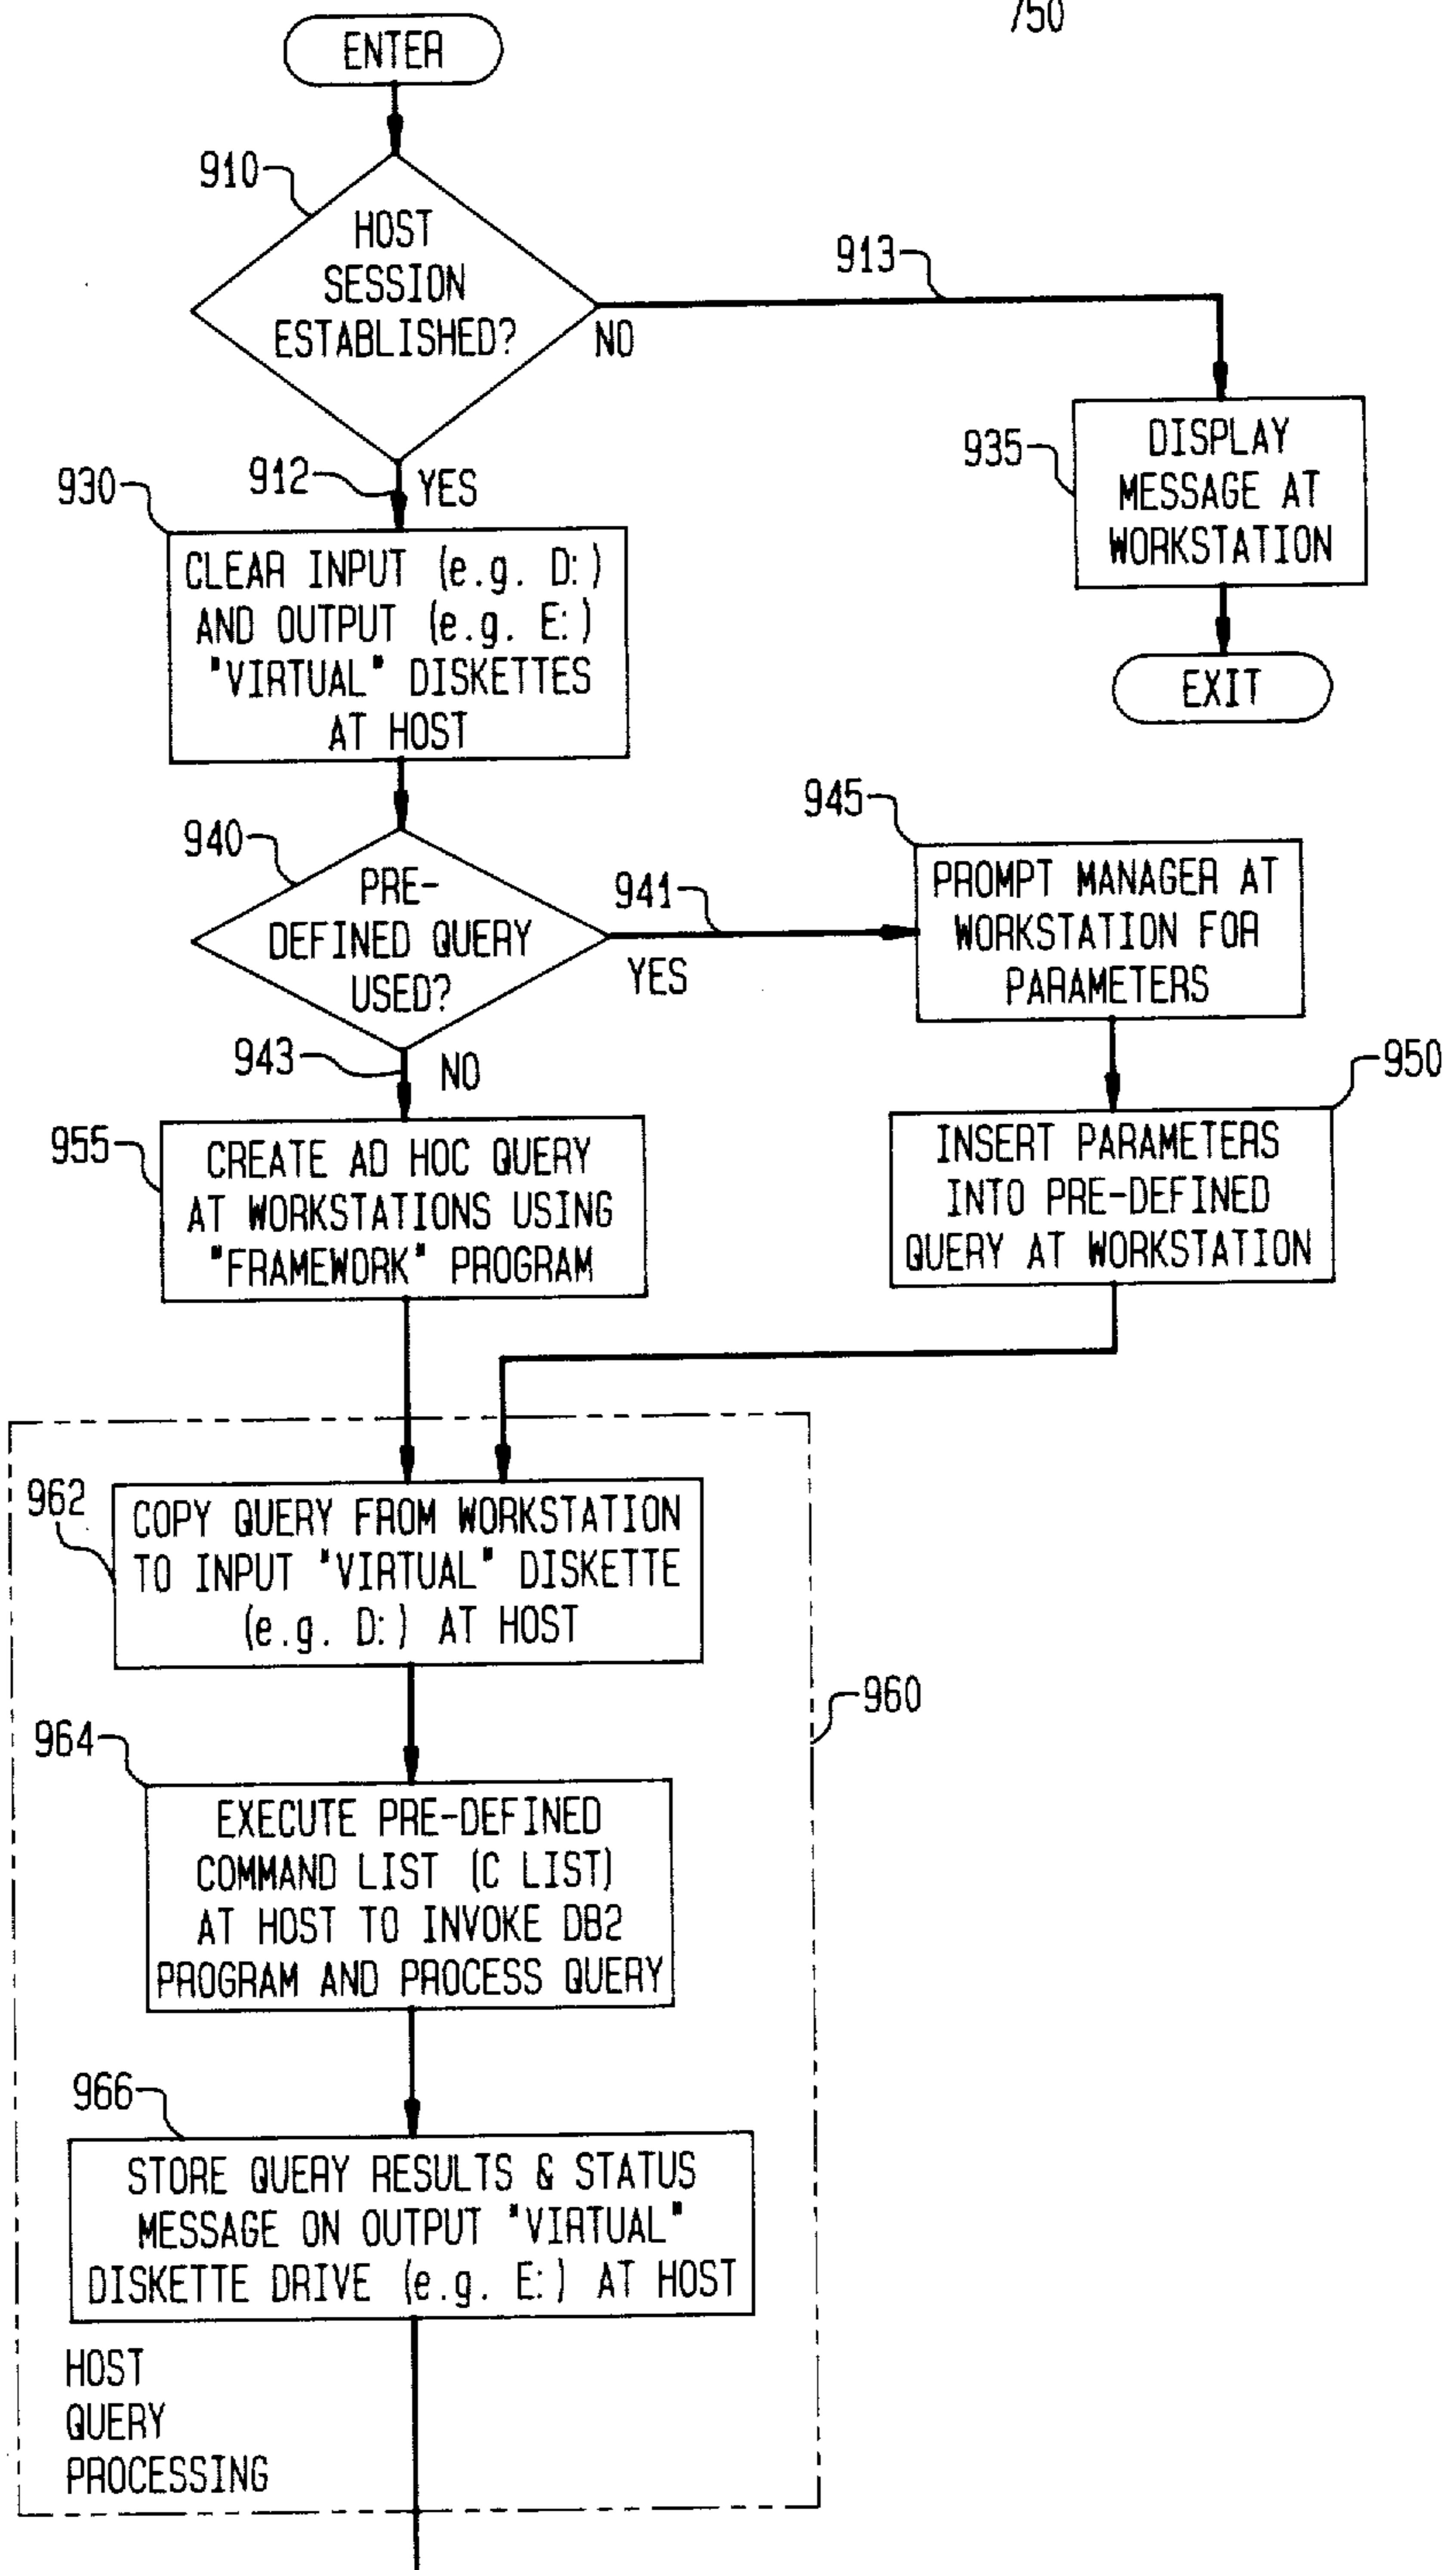 750
ENTER
910
HOST
SESSION
ESTABLISHED?
913
NO
912
YES
935
DISPLAY
MESSAGE AT
WORKSTATION
EXIT
930
CLEAR INPUT (e.g. D:)
AND OUTPUT (e.g. E:)
"VIRTUAL" DISKETTES
AT HOST
940
PRE-
DEFINED QUERY
USED?
941
YES
943
NO
945
PROMPT MANAGER AT
WORKSTATION FOR
PARAMETERS
950
INSERT PARAMETERS
INTO PRE-DEFINED
QUERY AT WORKSTATION
955
CREATE AD HOC QUERY
AT WORKSTATIONS USING
"FRAMEWORK" PROGRAM
962
COPY QUERY FROM WORKSTATION
TO INPUT "VIRTUAL" DISKETTE
(e.g. D:) AT HOST
960
964
EXECUTE PRE-DEFINED
COMMAND LIST (C LIST)
AT HOST TO INVOKE DB2
PROGRAM AND PROCESS QUERY
966
STORE QUERY RESULTS & STATUS
MESSAGE ON OUTPUT "VIRTUAL"
DISKETTE DRIVE (e.g. E:) AT HOST
HOST
QUERY
PROCESSING